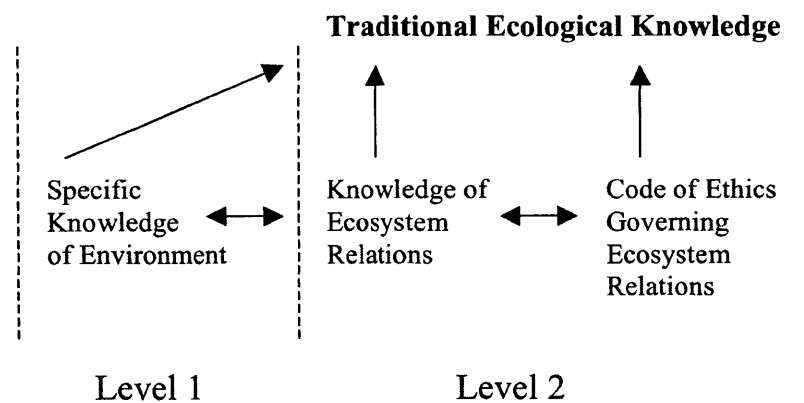 Traditional Ecological Knowledge
Specific
Knowledge
of Environment
Knowledge of
Ecosystem
Relations
Code of Ethics
Governing
Ecosystem
Relations
Level 1
Level 2